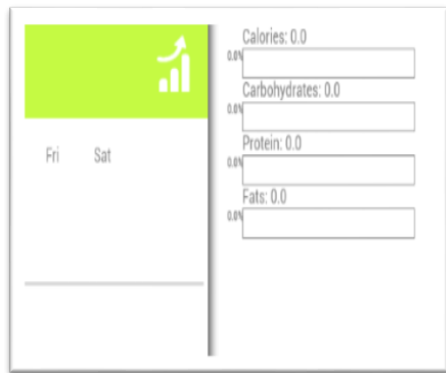 Fri Sat
Calories: 0.0
0.0%
Carbohydrates: 0.0
0.0%
Protein: 0.0
0.0%
Fats: 0.0
0.0%